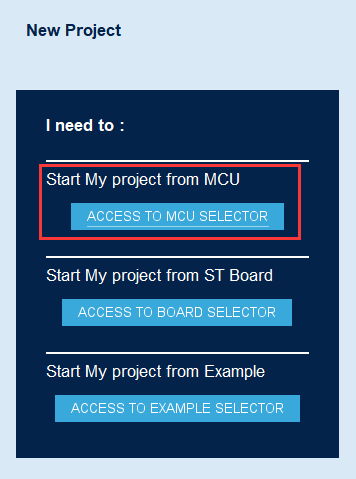 New Project
I need to :
Start My project from MCU
ACCESS TO MCU SELECTOR
Start My project from ST Board
ACCESS TO BOARD SELECTOR
Start My project from Example
ACCESS TO EXAMPLE SELECTOR